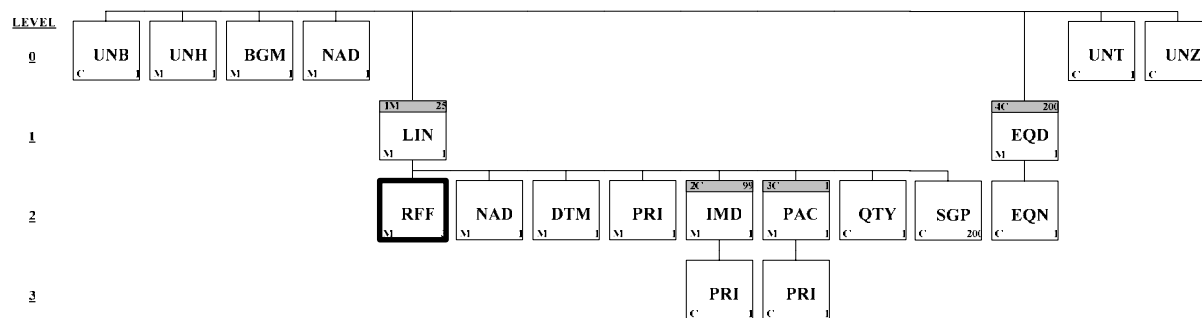 LEVEL
0
UNB
C 1
UNH
M 1
BGM
M 1
NAD
M 1
UNT
C 1
UNZ
C 1
1
1M 25
LIN
M 1
4C 200
EQD
M 1
2
RFF
M
NAD
M 1
DTM
M 1
PRI
M 1
2C 99
IMD
M 1
3C 1
PAC
M 1
QTY
C 1
SGP
C 200
EQN
C 1
3
PRI
C 1
PRI
C 1